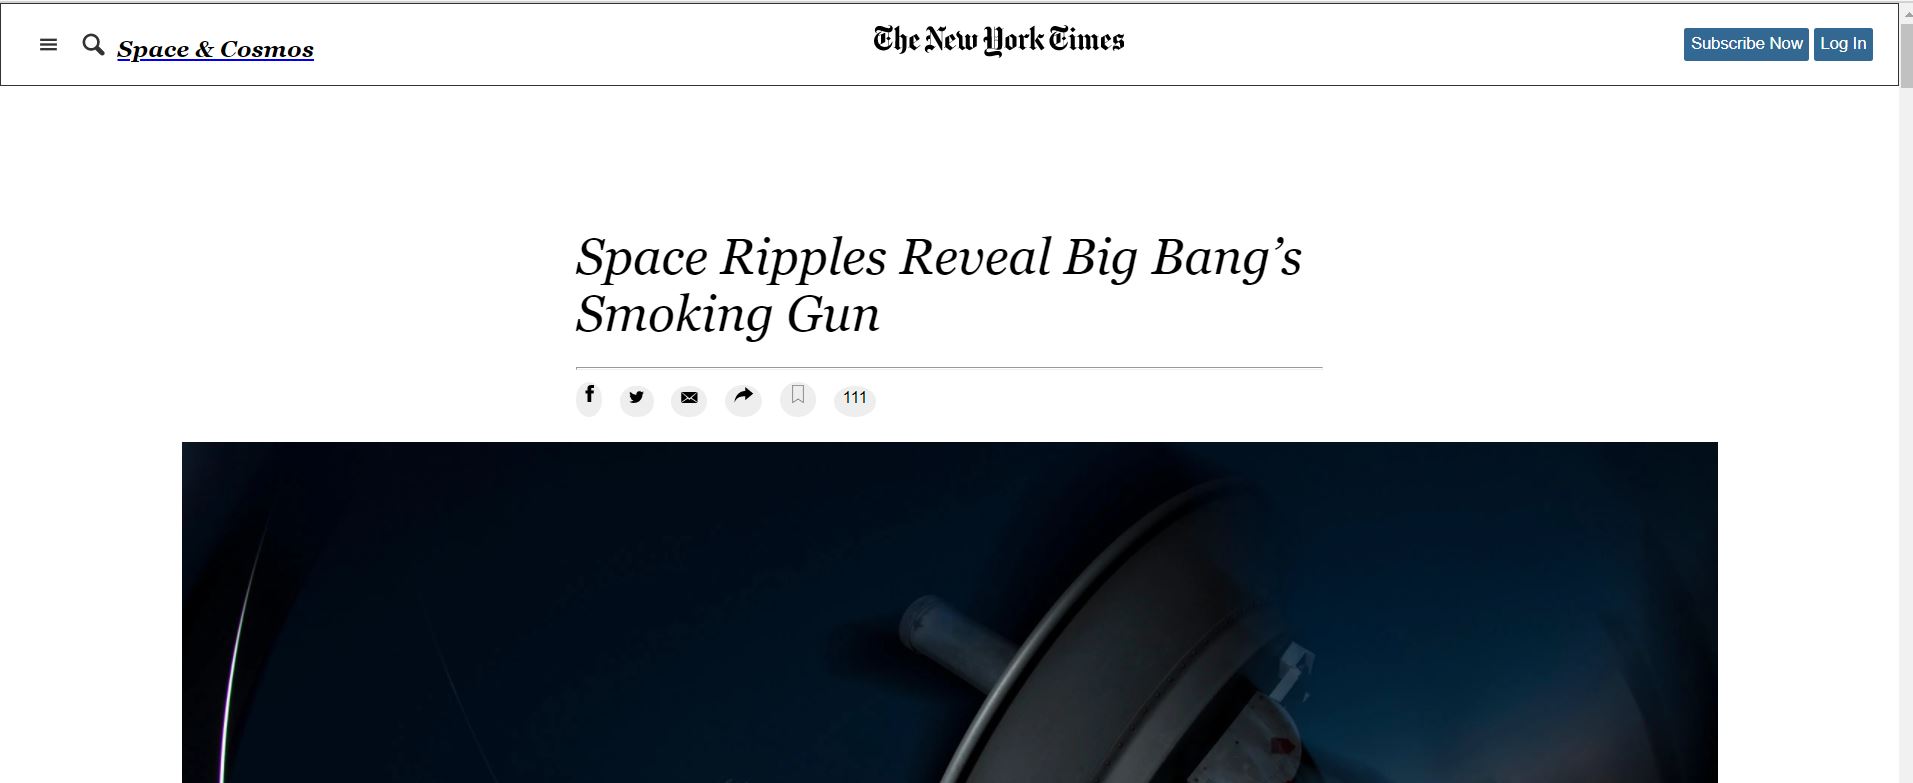 Space & Cosmos
The New York Times
Subscribe Now
Log In
Space Ripples Reveal Big Bang’s
Smoking Gun
111